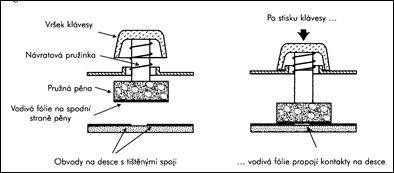 Vršek klávesy
Návratová pružinka
Pružná pěna
Vodivá fólie na spodní
straně pěny
Obvody na desce s tištěnými spoji
Po stisku klávesy ...
... vodivá fólie propojí kontakty na desce